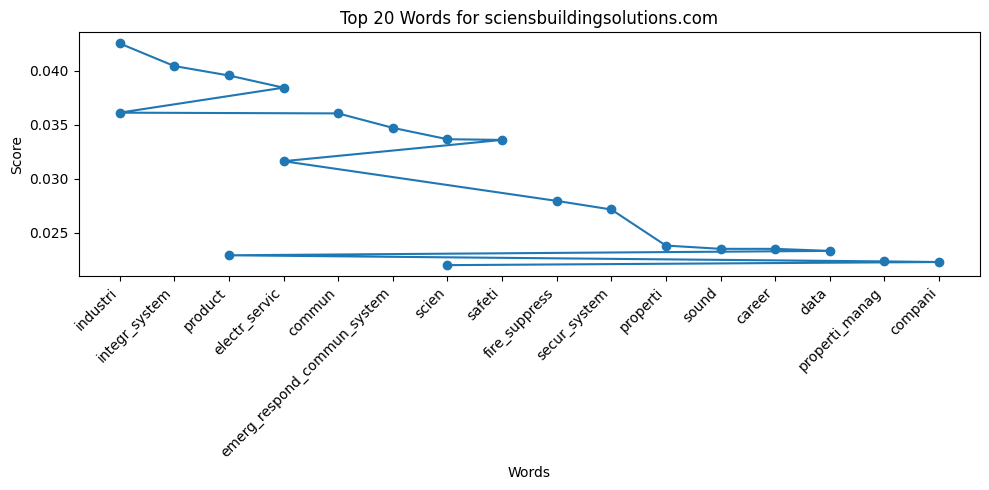 Top 20 Words for sciensbuildingsolutions.com
Score
0.040
0.035
0.030
0.025
industri
integr_system
product
electr_servic
commun
emerg_respond_commun_system
scien
safeti
fire_suppress
secur_system
properti
sound
career
data
properti_manag
compani
Words